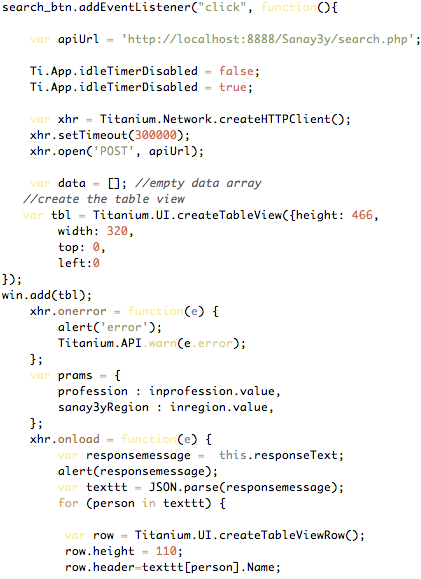 search_btn.addEventListener("click", function(){
var apiUrl = 'http://localhost:8888/Sanay3y/search.php';
Ti.App.idleTimerDisabled = false;
Ti.App.idleTimerDisabled = true;
var xhr = Titanium.Network.createHTTPClient();
xhr.setTimeout(300000);
xhr.open('POST', apiUrl);
var data = []; //empty data array
//create the table view
var tbl = Titanium.UI.createTableView({height: 466,
width: 320,
top: 0,
left:0
});
win.add(tbl);
xhr.onerror = function(e) {
alert('error');
Titanium.API.warn(e.error);
};
var prams = {
profession : inprofession.value,
sanay3yRegion : inregion.value,
};
xhr.onload = function(e) {
var responsemessage =  this.responseText;
alert(responsemessage);
var texttt = JSON.parse(responsemessage);
for (person in texttt) {
var row = Titanium.UI.createTableViewRow();
row.height = 110;
row.header=texttt[person].Name;